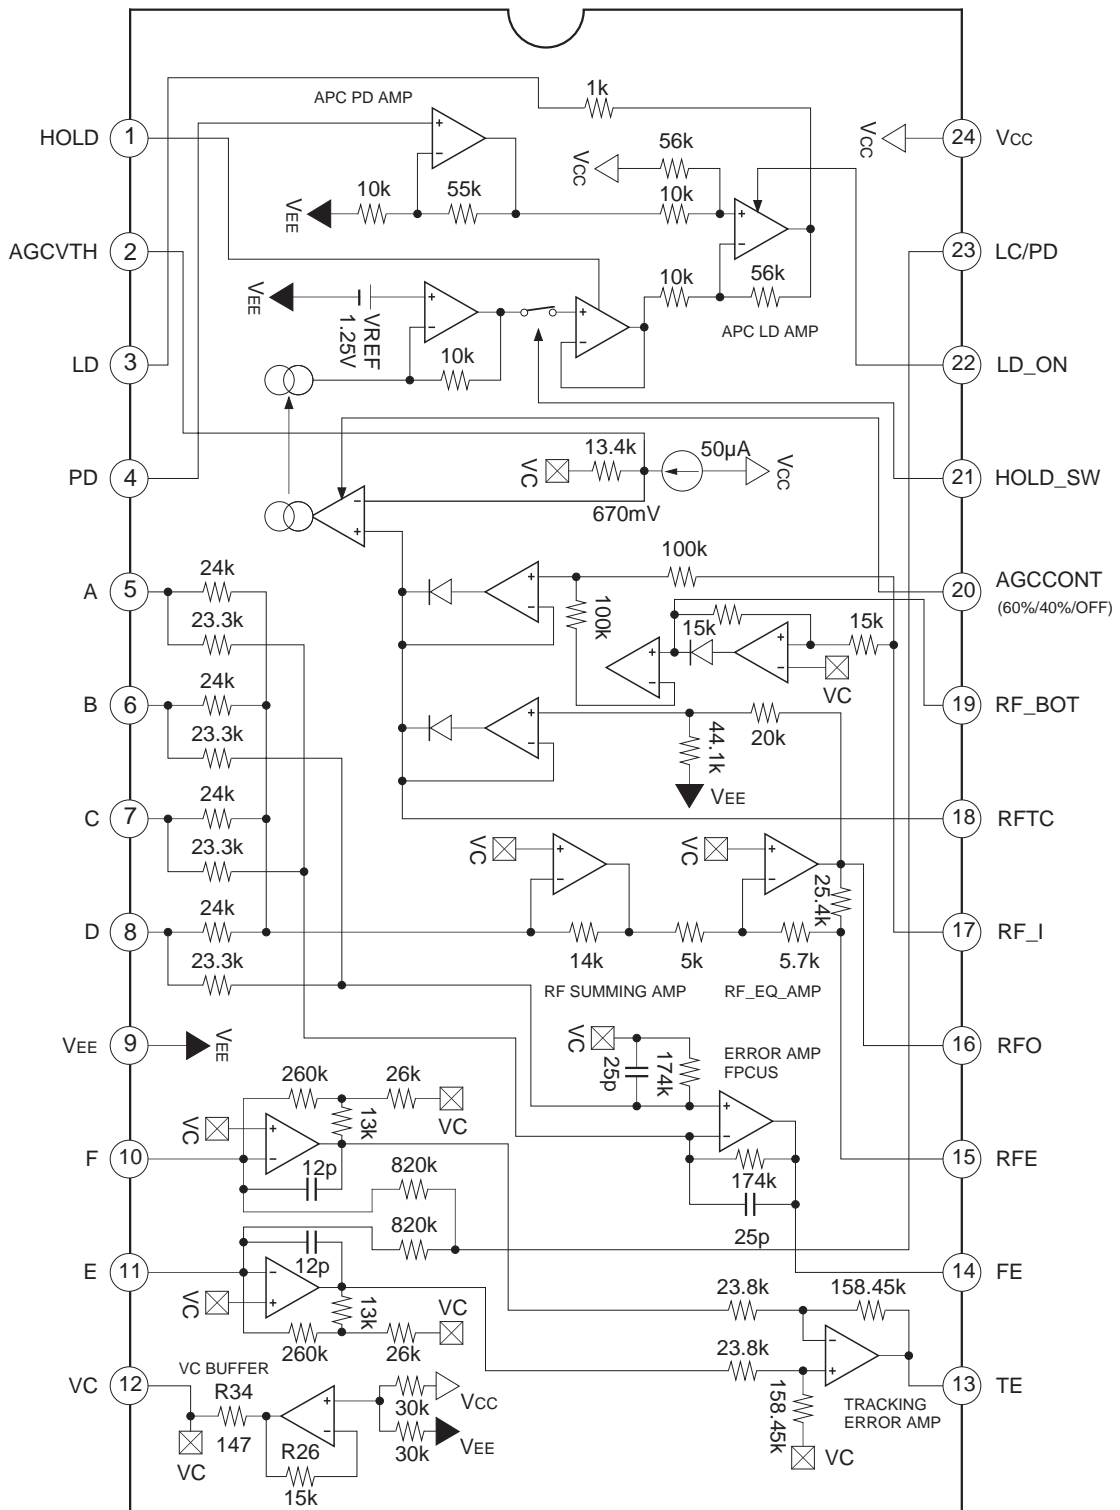 1k
APC PD AMP
HOLD 1
24 VCC
VCC
56k
VCC
10k 55k
10k
VEE
AGCVTH 2
23 LC/PD
10k 56k
VEE
VREF
1.25V
APC LD AMP
LD 3
10k
22 LD_ON
13.4k 50µA
VC
VCC
PD 4
21 HOLD_SW
670mV
24k
100k
A 5
20 AGCCONT
(60%/40%/OFF)
23.3k
100k
15k
15k
VC
24k
B 6
19 RF_BOT
23.3k
20k
44.1k
VEE
24k
C 7
18 RFTC
23.3k
VC
VC
25.4k
24k
D 8
17 RF_I
23.3k
14k 5k 5.7k
RF SUMMING AMP RF_EQ_AMP
VEE 9
VEE
16 RFO
VC
25p
174k
ERROR AMP
FPCUS
260k 26k
VC
VC
13k
F 10
15 RFE
12p
820k
174k
820k
25p
E 11
12p
14 FE
VC
13k
VC
23.8k 158.45k
260k 26k
23.8k
VC 12
VC BUFFER
13 TE
R34
VCC
30k
147
VEE
30k
VC
R26
15k
158.45k
TRACKING
ERROR AMP
VC